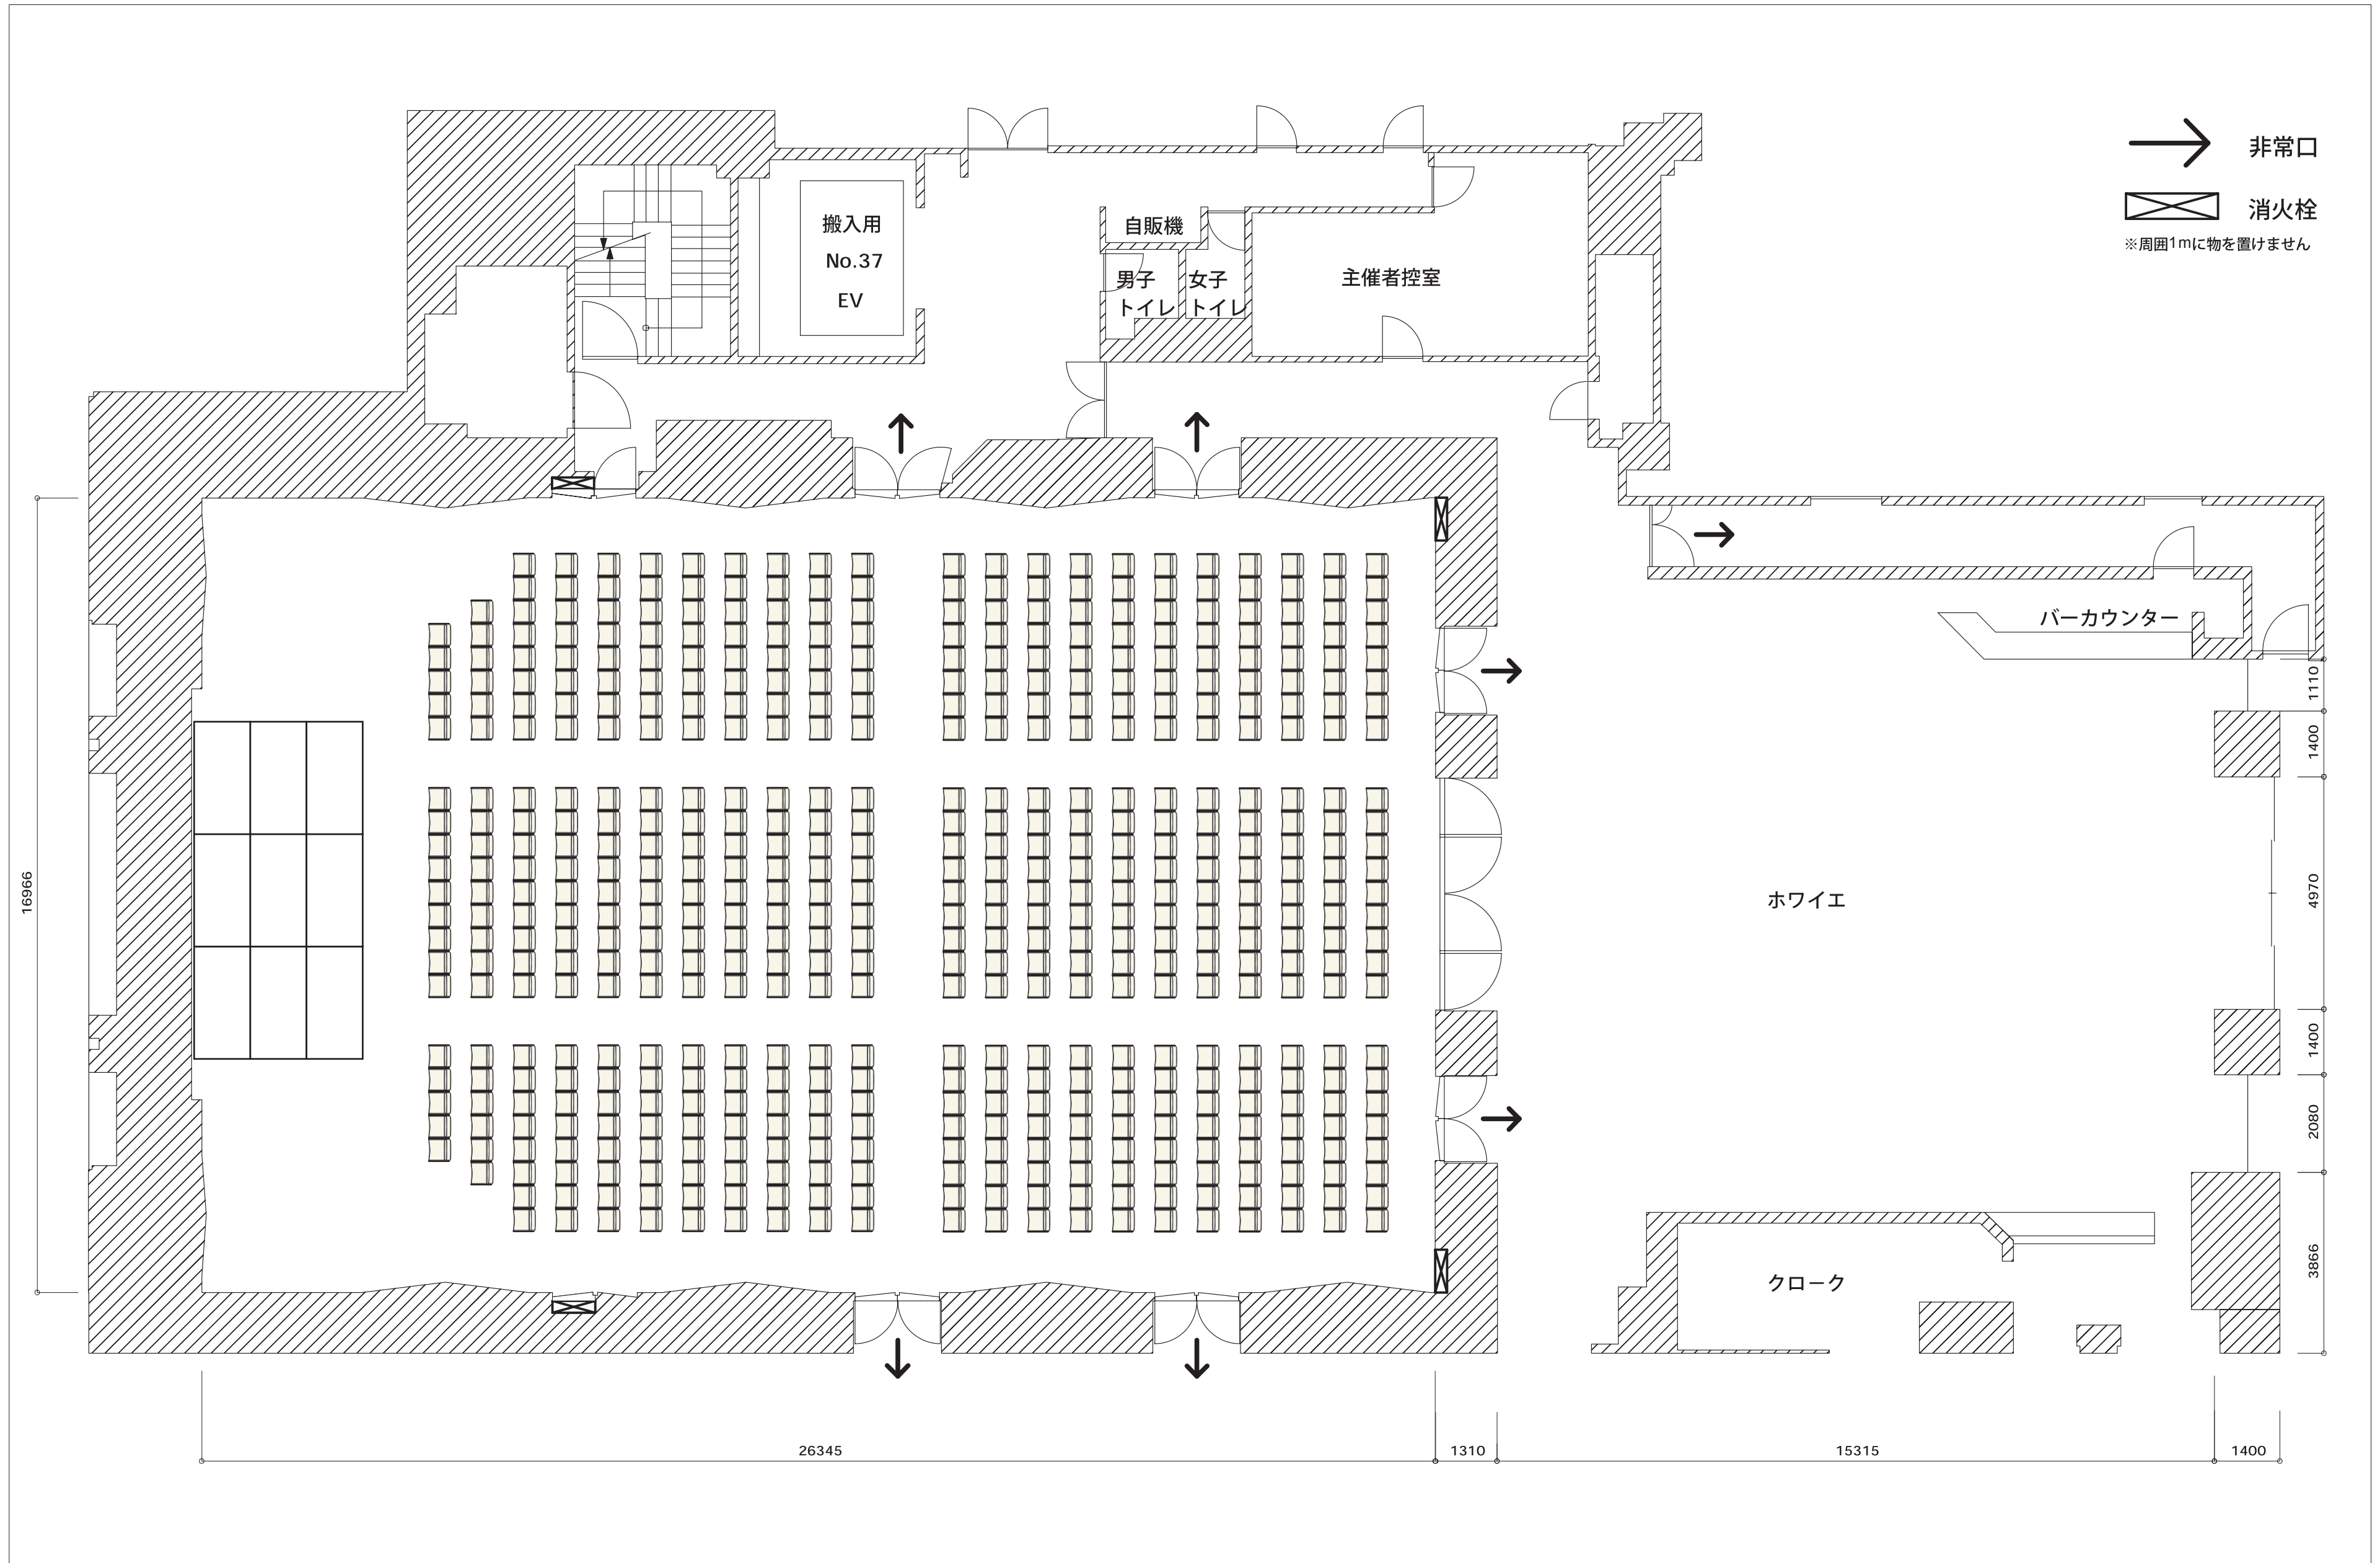 非常口
消火栓
※周囲1mに物を置けません
搬入用
No.37
EV
自販機
男子
トイレ
女子
トイレ
主催者控室
バーカウンター
ホワイエ
クローク
16966
1110
1400
4970
1400
2080
3866
26345
1310
15315
1400